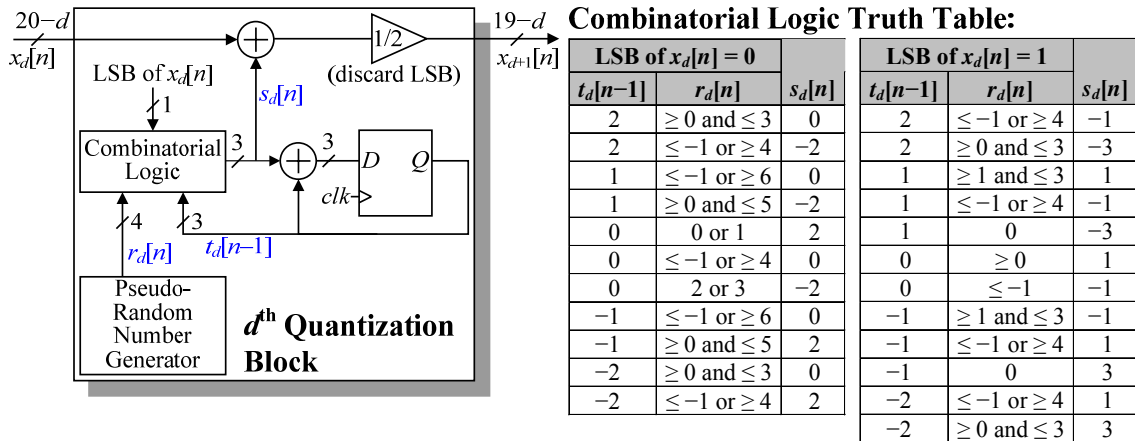 20−d
x_d[n]
LSB of x_d[n]
1
Combinatorial
Logic
4
3
r_d[n]
t_d[n−1]
Pseudo-
Random
Number
Generator
s_d[n]
3
3
D
Q
clk
1/2
(discard LSB)
19−d
x_{d+1}[n]
d^th Quantization
Block
Combinatorial Logic Truth Table:
LSB of x_d[n] = 0
t_d[n−1] r_d[n] s_d[n]
2 ≥ 0 and ≤ 3 0
2 ≤ −1 or ≥ 4 −2
1 ≤ −1 or ≥ 6 0
1 ≥ 0 and ≤ 5 −2
0 0 or 1 2
0 ≤ −1 or ≥ 4 0
0 2 or 3 −2
−1 ≤ −1 or ≥ 6 0
−1 ≥ 0 and ≤ 5 2
−2 ≥ 0 and ≤ 3 0
−2 ≤ −1 or ≥ 4 2
LSB of x_d[n] = 1
t_d[n−1] r_d[n] s_d[n]
2 ≤ −1 or ≥ 4 −1
2 ≥ 0 and ≤ 3 −3
1 ≥ 1 and ≤ 3 1
1 ≤ −1 or ≥ 4 −1
1 0 −3
0 ≥ 0 1
0 ≤ −1 −1
−1 ≥ 1 and ≤ 3 −1
−1 ≤ −1 or ≥ 4 1
−1 0 3
−2 ≤ −1 or ≥ 4 1
−2 ≥ 0 and ≤ 3 3